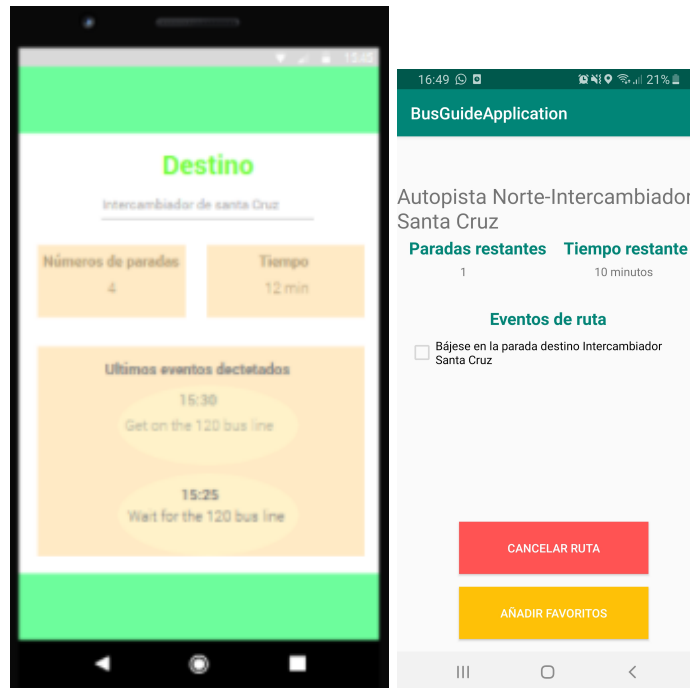 15:45
Destino
Intercambiador de santa Cruz
Números de paradas
4
Tiempo
12 min
Ultimos eventos dectetados
15:30
Get on the 120 bus line
15:25
Wait for the 120 bus line
16:49
21%
BusGuideApplication
Autopista Norte-Intercambiador
Santa Cruz
Paradas restantes
1
Tiempo restante
10 minutos
Eventos de ruta
Bájese en la parada destino Intercambiador
Santa Cruz
CANCELAR RUTA
AÑADIR FAVORITOS